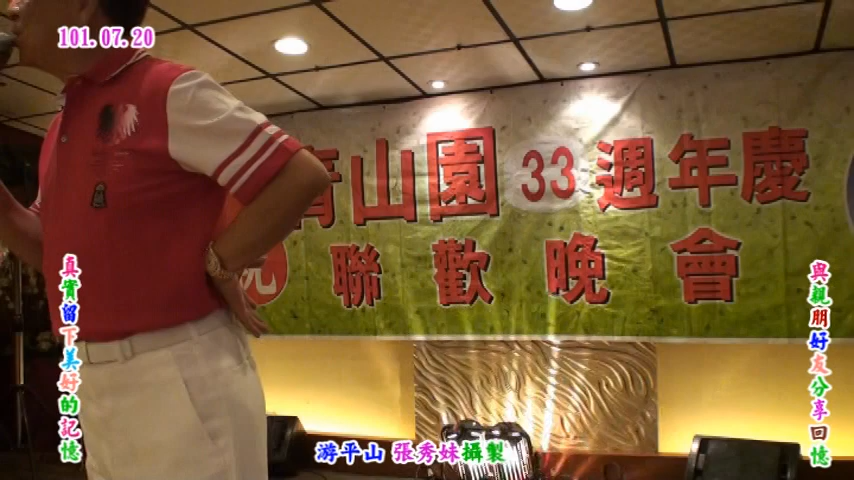 101.07.20
青山園 33 週年慶
聯歡晚會
真實留下美好的記憶
與親朋好友分享回憶
游平山 張秀妹攝製